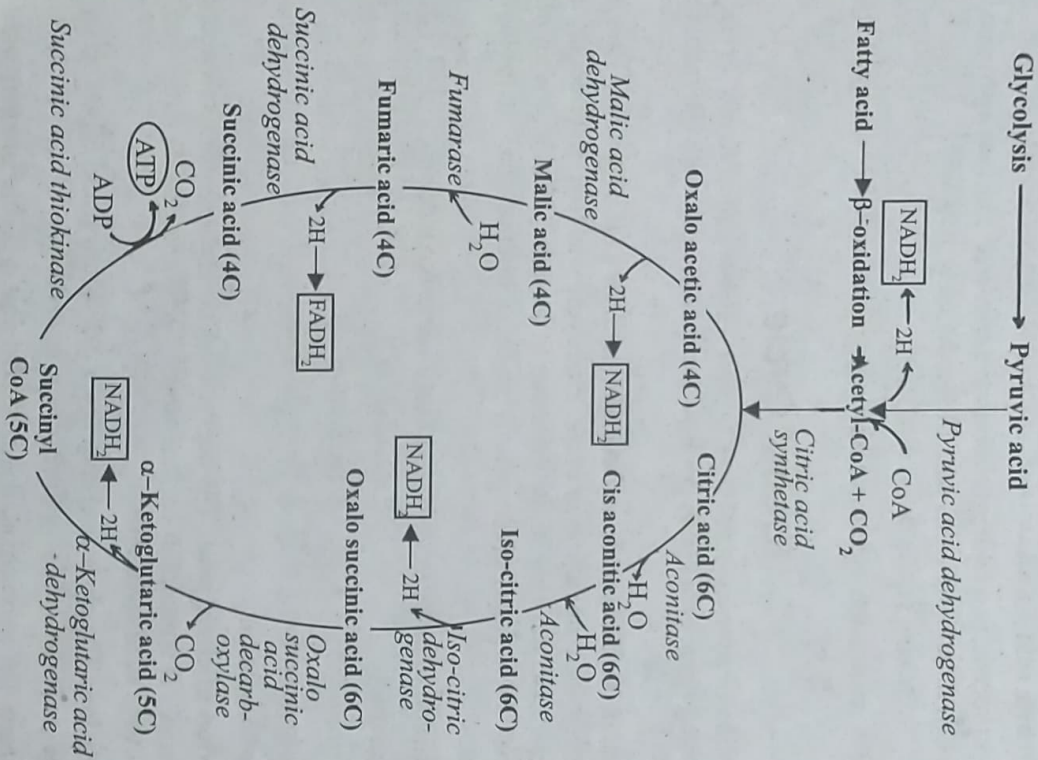 Glycolysis
Pyruvic acid
Pyruvic acid dehydrogenase
NADH2
2H
CoA
Fatty acid
β-oxidation
Acetyl-CoA + CO2
Citric acid
synthetase
Oxalo acetic acid (4C)
Citric acid (6C)
Malic acid
dehydrogenase
2H
NADH2
Aconitase
H2O
Cis aconitic acid (6C)
Malic acid (4C)
H2O
Aconitase
Iso-citric acid (6C)
Fumarase
H2O
NADH2
2H
Iso-citric
dehydro-
genase
Fumaric acid (4C)
Oxalo succinic acid (6C)
Succinic acid
dehydrogenase
2H
FADH2
Oxalo
succinic
acid
decarb-
oxylase
Succinic acid (4C)
CO2
CO2
ATP
ADP
α–Ketoglutaric acid (5C)
NADH2
2H
Succinic acid thiokinase
Succinyl
CoA (5C)
α–Ketoglutaric acid
-dehydrogenase